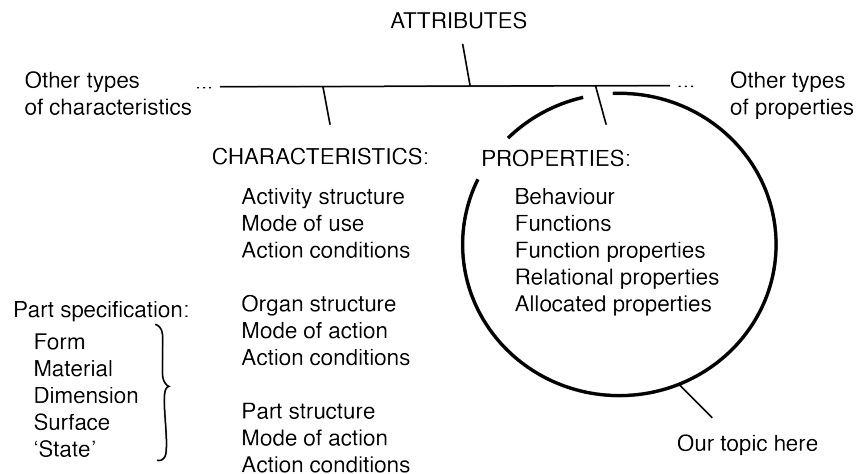 ATTRIBUTES
Other types
of characteristics
...
...
Other types
of properties
CHARACTERISTICS:
Activity structure
Mode of use
Action conditions
Organ structure
Mode of action
Action conditions
Part structure
Mode of action
Action conditions
PROPERTIES:
Behaviour
Functions
Function properties
Relational properties
Allocated properties
Part specification:
Form
Material
Dimension
Surface
‘State’
Our topic here